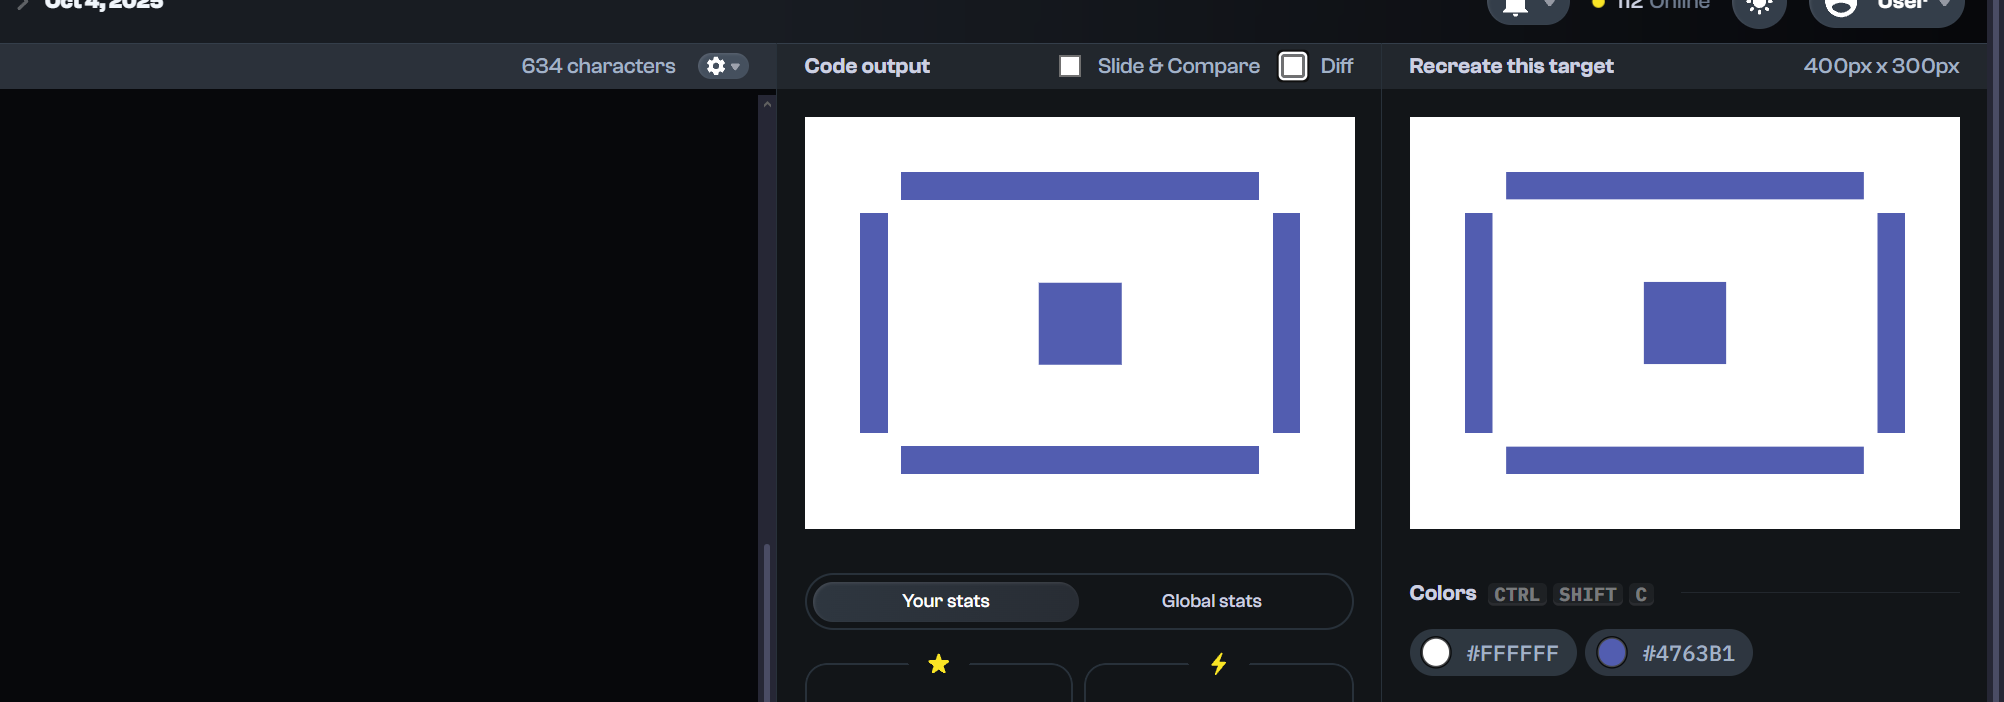 Oct 4, 2025
112 Online
User
634 characters
Code output
Slide & Compare
Diff
Recreate this target
400px x 300px
Your stats
Global stats
Colors CTRL SHIFT C
#FFFFFF
#4763B1